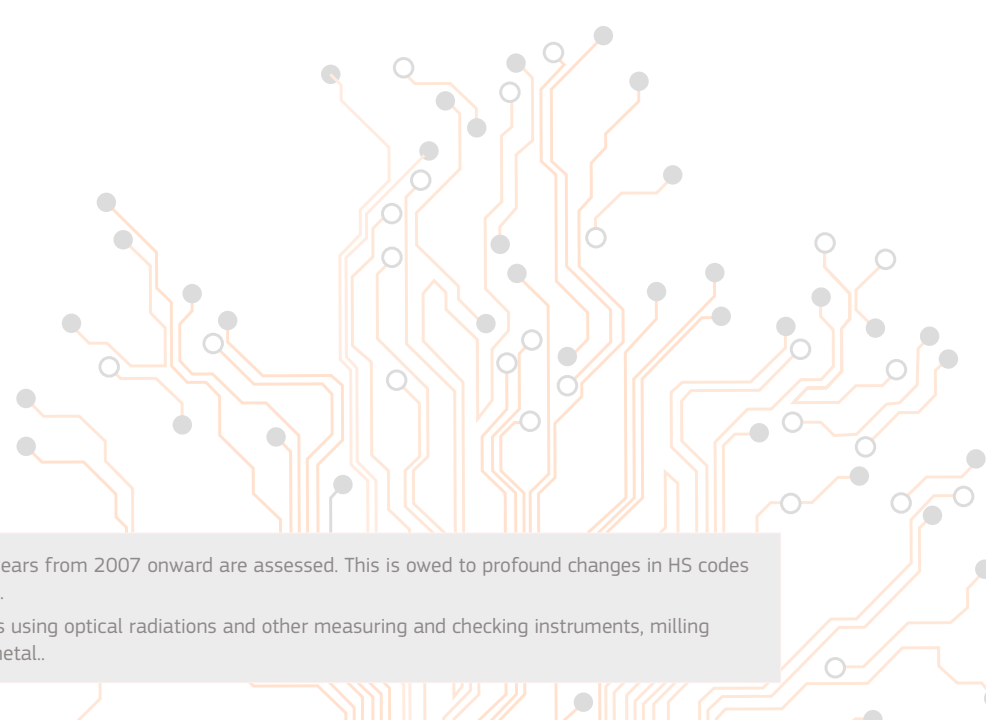 ears from 2007 onward are assessed. This is owed to profound changes in HS codes
.
s using optical radiations and other measuring and checking instruments, milling
netal..